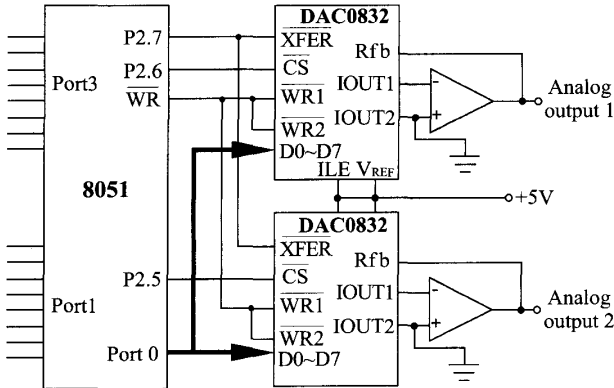 DAC0832
P2.7
XFER
Rfb
P2.6
CS
Port3
WR
IOUT1
-
WR1
Analog
output 1
IOUT2
+
WR2
D0~D7
8051
ILE VREF
+5V
DAC0832
XFER
Rfb
P2.5
CS
Port1
IOUT1
-
WR1
Analog
output 2
IOUT2
+
WR2
Port 0
D0~D7